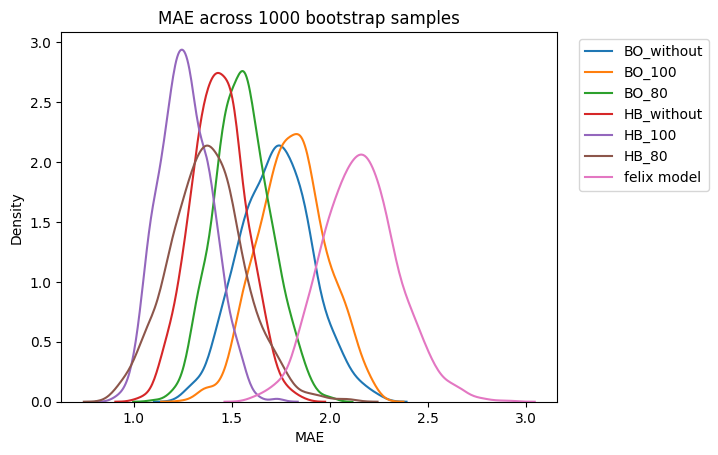 MAE across 1000 bootstrap samples
3.0
2.5
2.0
1.5
1.0
0.5
0.0
Density
1.0
1.5
2.0
2.5
3.0
MAE
BO_without
BO_100
BO_80
HB_without
HB_100
HB_80
felix model